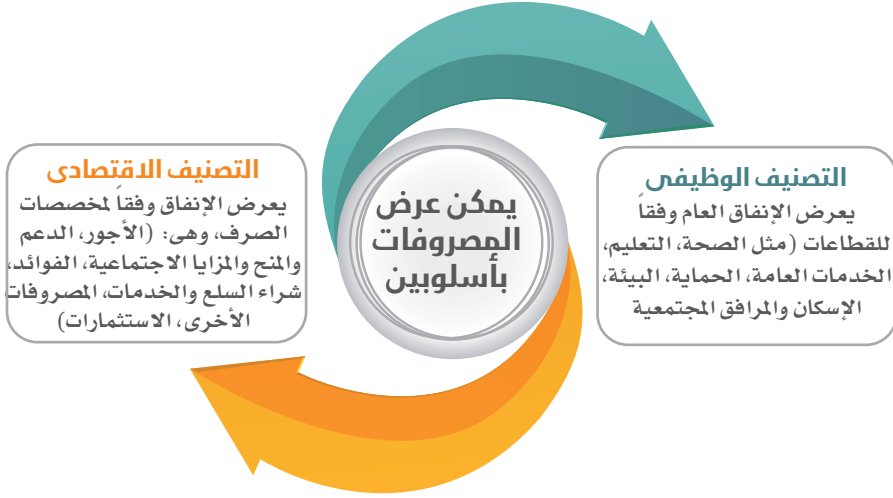 يمكن عرض
المصروفات
بأسلوبين
التصنيف الوظيفى
يعرض الإنفاق العام وفقاً
للقطاعات (مثل الصحة، التعليم،
الخدمات العامة، الحماية، البيئة،
الإسكان والمرافق المجتمعية
التصنيف الاقتصادى
يعرض الإنفاق وفقاً لمخصصات
الصرف، وهى: (الأجور، الدعم
والمنح والمزايا الاجتماعية، الفوائد،
شراء السلع والخدمات، المصروفات
الأخرى، الاستثمارات)